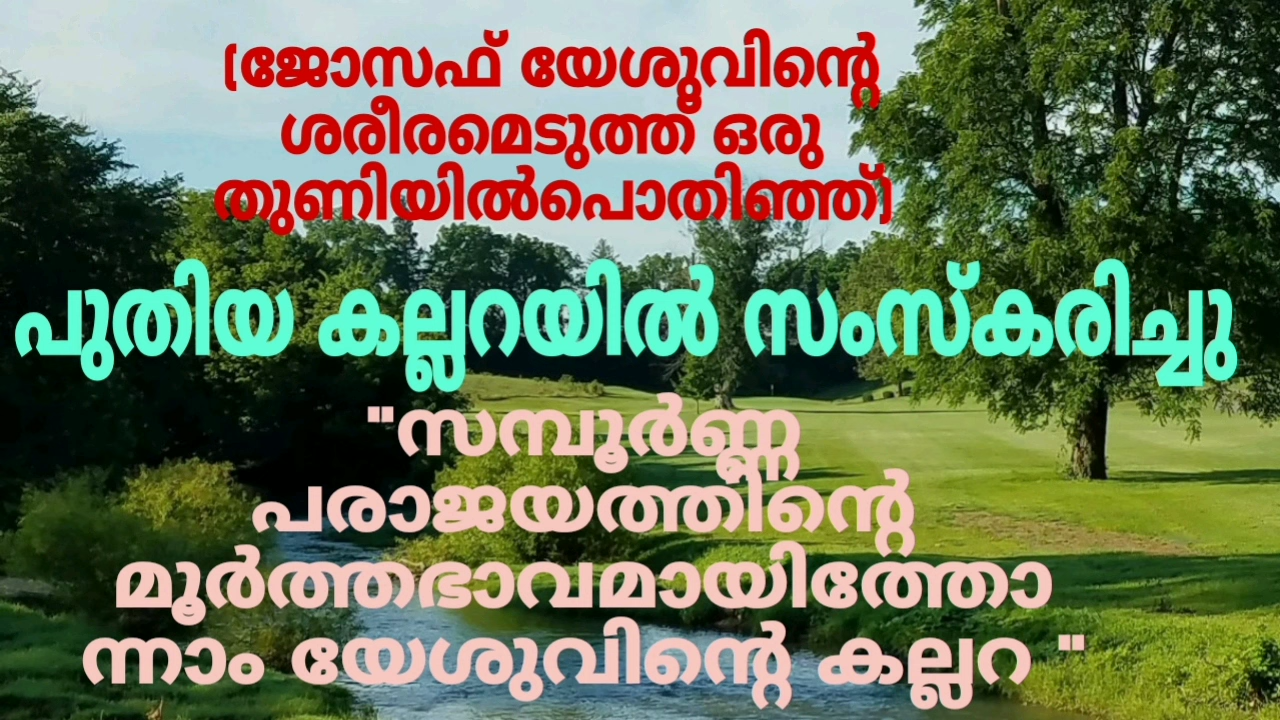 (ജോസഫ് യേശുവിന്റെ
ശരീരമെടുത്ത് ഒരു
തുണിയിൽപൊതിഞ്ഞ്)
പുതിയ കല്ലറയിൽ സംസ്കരിച്ചു
"സമ്പൂർണ്ണ
പരാജയത്തിന്റെ
മൂർത്തഭാവമായിത്തോ
ന്നാം യേശുവിന്റെ കല്ലറ "